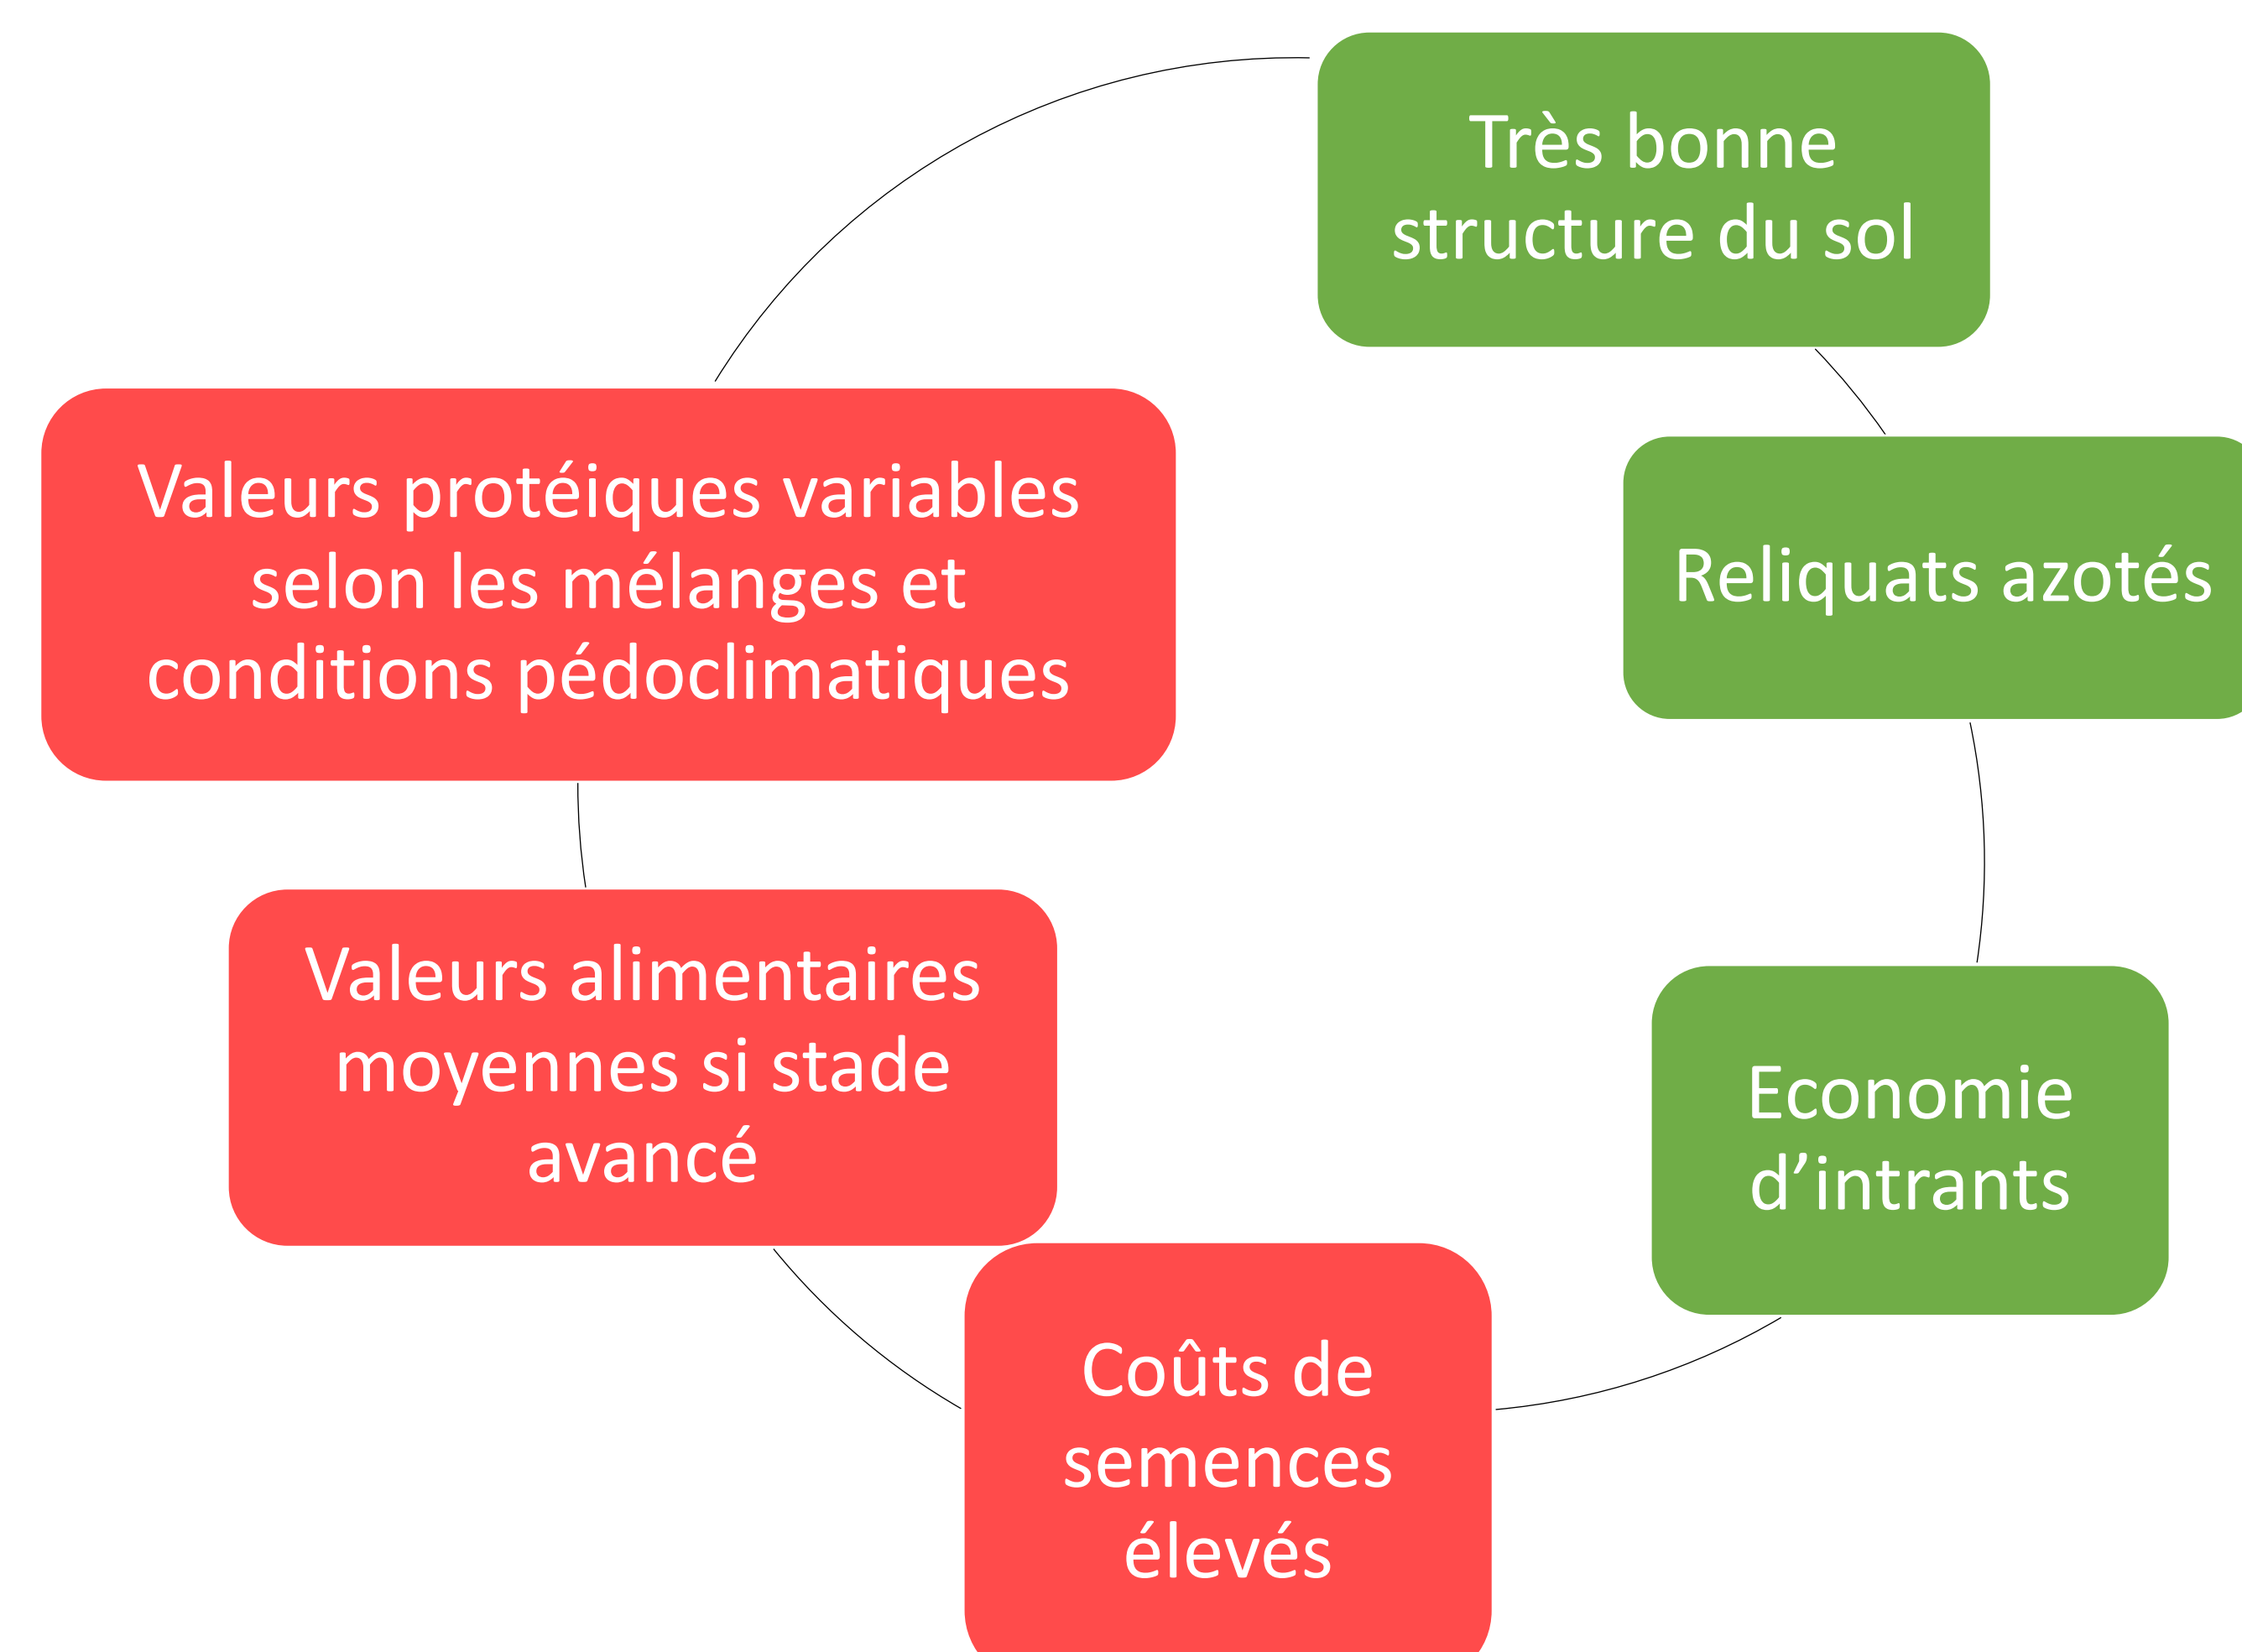 Très bonne
structure du sol
Reliquats azotés
Economie
d’intrants
Coûts de
semences
élevés
Valeurs alimentaires
moyennes si stade
avancé
Valeurs protéiques variables
selon les mélanges et
conditions pédoclimatiques